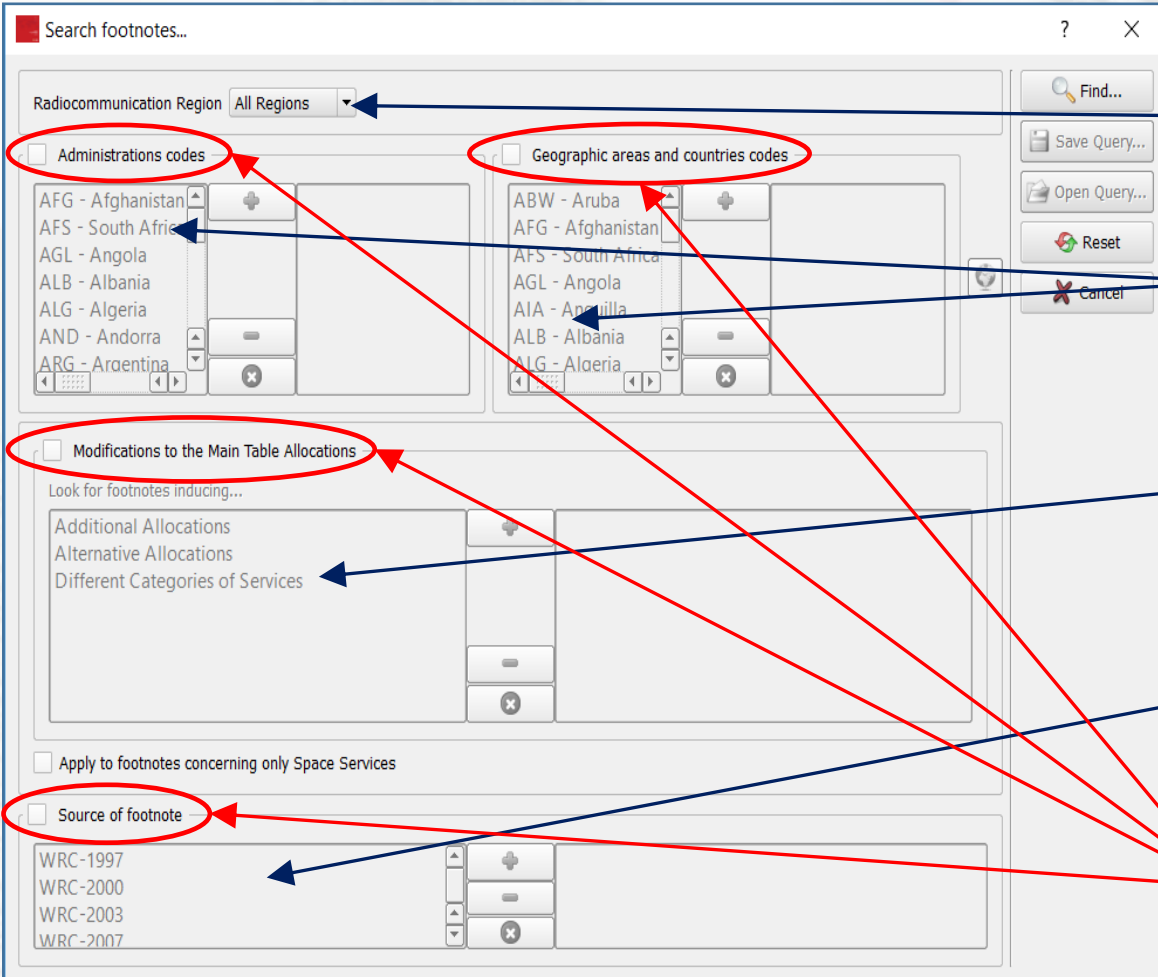 Search footnotes...
?
Radiocommunication Region All Regions
Find...
Save Query...
Open Query...
Reset
Cancel
Administrations codes
AFG - Afghanistan
AFS - South Africa
AGL - Angola
ALB - Albania
ALG - Algeria
AND - Andorra
ARG - Argentina
Geographic areas and countries codes
ABW - Aruba
AFG - Afghanistan
AFS - South Africa
AGL - Angola
AIA - Anguilla
ALB - Albania
ALG - Algeria
Modifications to the Main Table Allocations
Look for footnotes inducing...
Additional Allocations
Alternative Allocations
Different Categories of Services
Apply to footnotes concerning only Space Services
Source of footnote
WRC-1997
WRC-2000
WRC-2003
WRC-2007